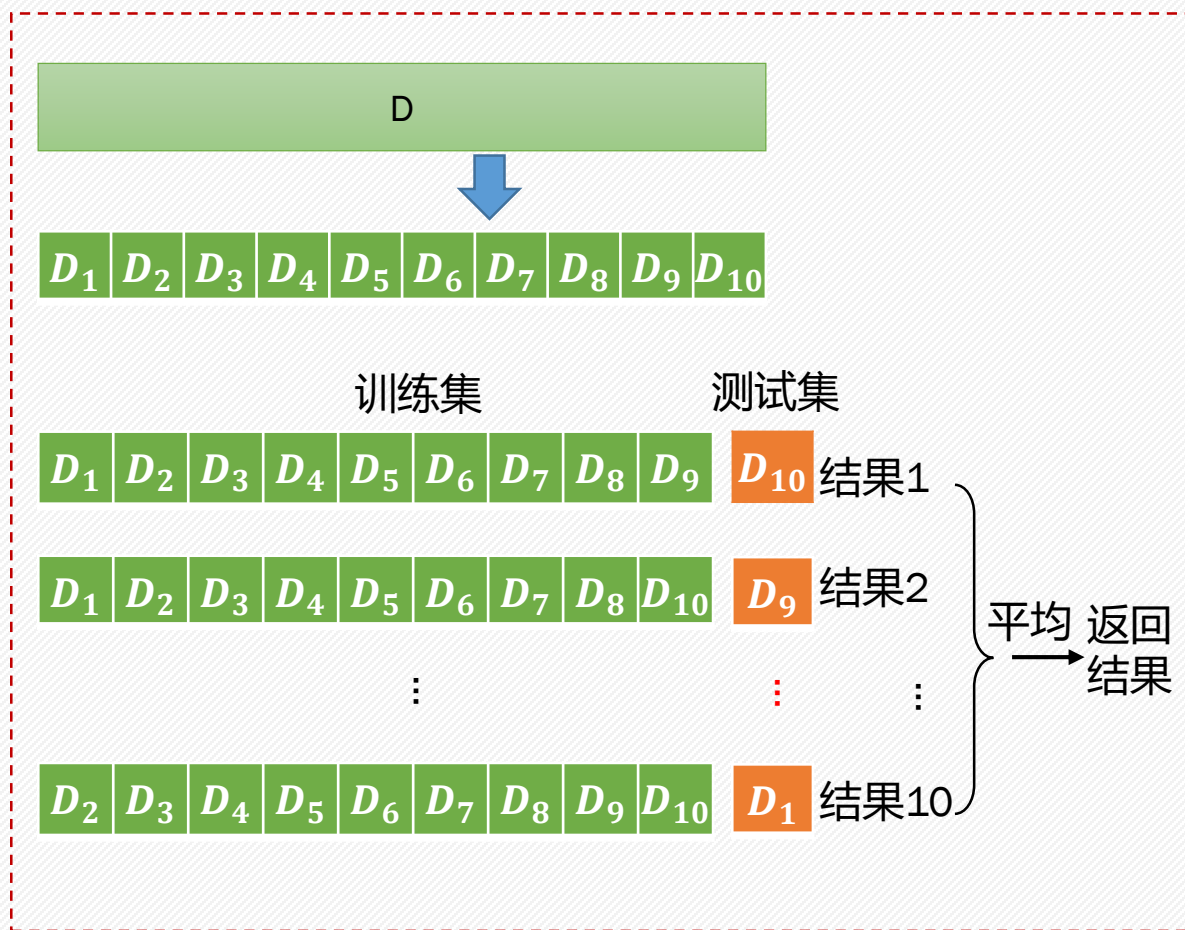 D
D₁ D₂ D₃ D₄ D₅ D₆ D₇ D₈ D₉ D₁₀
训练集 测试集
D₁ D₂ D₃ D₄ D₅ D₆ D₇ D₈ D₉ D₁₀ 结果1
D₁ D₂ D₃ D₄ D₅ D₆ D₇ D₈ D₁₀ D₉ 结果2
平均 返回
结果
⋮ ⋮ ⋮
D₂ D₃ D₄ D₅ D₆ D₇ D₈ D₉ D₁₀ D₁ 结果10